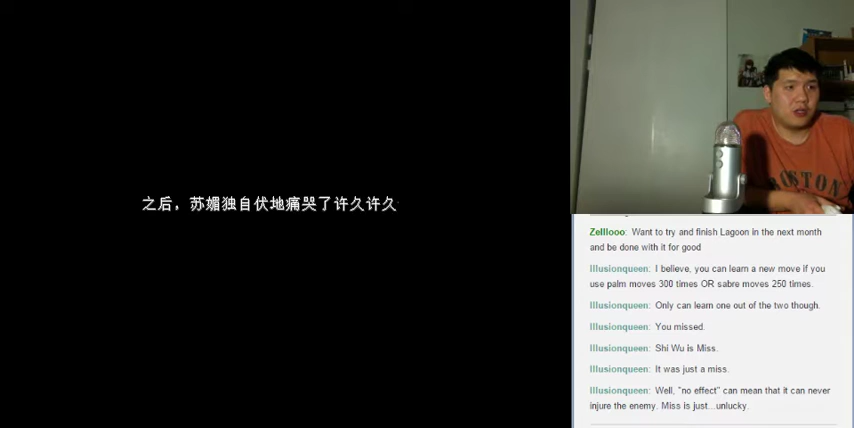 之后，苏媚独自伏地痛哭了许久许久
BOSTON
Zelllooo: Want to try and finish Lagoon in the next month
and be done with it for good
Illusionqueen: I believe, you can learn a new move if you
use palm moves 300 times OR sabre moves 250 times.
Illusionqueen: Only can learn one out of the two though.
Illusionqueen: You missed.
Illusionqueen: Shi Wu is Miss.
Illusionqueen: It was just a miss.
Illusionqueen: Well, "no effect" can mean that it can never
injure the enemy. Miss is just...unlucky.